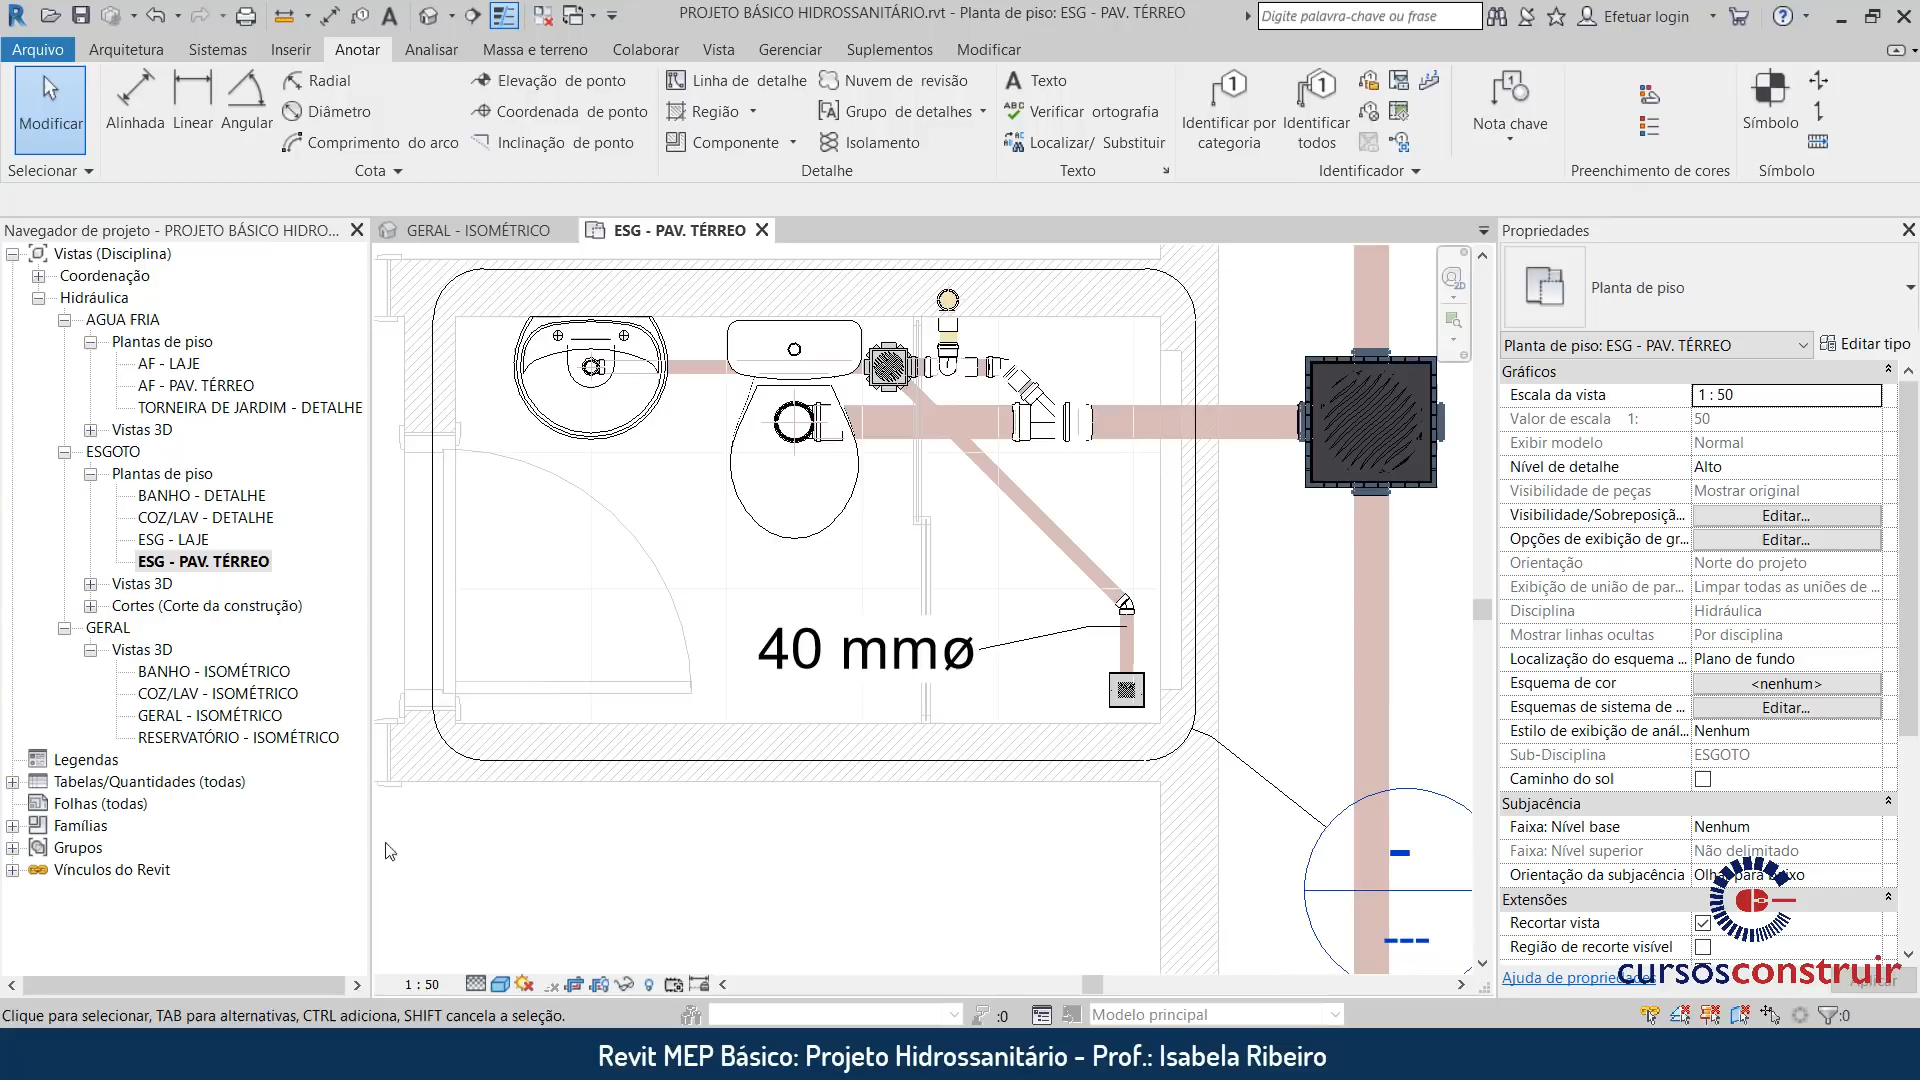 PROJETO BÁSICO HIDROSSANITÁRIO.rvt - Planta de piso: ESG - PAV. TÉRREO
Digite palavra-chave ou frase
Efetuar login
Arquivo Arquitetura Sistemas Inserir Anotar Analisar Massa e terreno Colaborar Vista Gerenciar Suplementos Modificar
Modificar
Alinhada Linear Angular
Radial
Diâmetro
Comprimento do arco
Elevação de ponto
Coordenada de ponto
Inclinação de ponto
Linha de detalhe
Região
Componente
Nuvem de revisão
Grupo de detalhes
Isolamento
Texto
Verificar ortografia
Localizar/ Substituir
Identificar por categoria
Identificar todos
Nota chave
Símbolo
Selecionar Cota Detalhe Texto Identificador Preenchimento de cores Símbolo
Navegador de projeto - PROJETO BÁSICO HIDRO...
Vistas (Disciplina)
Coordenação
Hidráulica
AGUA FRIA
Plantas de piso
AF - LAJE
AF - PAV. TÉRREO
TORNEIRA DE JARDIM - DETALHE
Vistas 3D
ESGOTO
Plantas de piso
BANHO - DETALHE
COZ/LAV - DETALHE
ESG - LAJE
ESG - PAV. TÉRREO
Vistas 3D
Cortes (Corte da construção)
GERAL
Vistas 3D
BANHO - ISOMÉTRICO
COZ/LAV - ISOMÉTRICO
GERAL - ISOMÉTRICO
RESERVATÓRIO - ISOMÉTRICO
Legendas
Tabelas/Quantidades (todas)
Folhas (todas)
Famílias
Grupos
Vínculos do Revit
GERAL - ISOMÉTRICO
ESG - PAV. TÉRREO
40 mmø
1 : 50
Propriedades
Planta de piso
Planta de piso: ESG - PAV. TÉRREO
Editar tipo
Gráficos
Escala da vista 1 : 50
Valor de escala 1: 50
Exibir modelo Normal
Nível de detalhe Alto
Visibilidade de peças Mostrar original
Visibilidade/Sobreposiçã... Editar...
Opções de exibição de gr... Editar...
Orientação Norte do projeto
Exibição de união de par... Limpar todas as uniões de ...
Disciplina Hidráulica
Mostrar linhas ocultas Por disciplina
Localização do esquema ... Plano de fundo
Esquema de cor <nenhum>
Esquemas de sistema de ... Editar...
Estilo de exibição de anál... Nenhum
Sub-Disciplina ESGOTO
Caminho do sol
Subjacência
Faixa: Nível base Nenhum
Faixa: Nível superior Não delimitado
Orientação da subjacência Olhar para baixo
Extensões
Recortar vista
Região de recorte visível
Ajuda de propriedades
Aplicar
cursosconstruir
Clique para selecionar, TAB para alternativas, CTRL adiciona, SHIFT cancela a seleção.
:0
Modelo principal
:0
Revit MEP Básico: Projeto Hidrossanitário - Prof.: Isabela Ribeiro